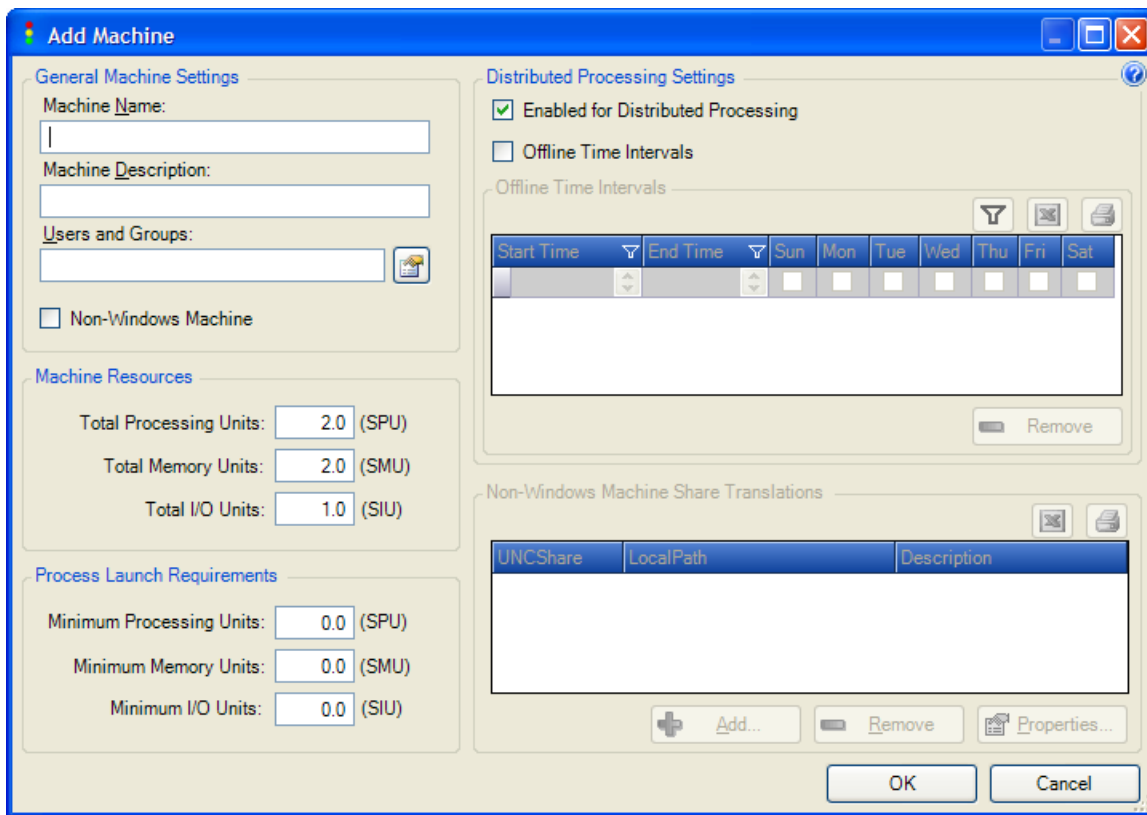 Add Machine
General Machine Settings
Machine Name:
Machine Description:
Users and Groups:
Non-Windows Machine
Machine Resources
Total Processing Units: 2.0 (SPU)
Total Memory Units: 2.0 (SMU)
Total I/O Units: 1.0 (SIU)
Process Launch Requirements
Minimum Processing Units: 0.0 (SPU)
Minimum Memory Units: 0.0 (SMU)
Minimum I/O Units: 0.0 (SIU)
Distributed Processing Settings
Enabled for Distributed Processing
Offline Time Intervals
Offline Time Intervals
Start Time End Time Sun Mon Tue Wed Thu Fri Sat
Remove
Non-Windows Machine Share Translations
UNCShare LocalPath Description
Add... Remove Properties...
OK Cancel